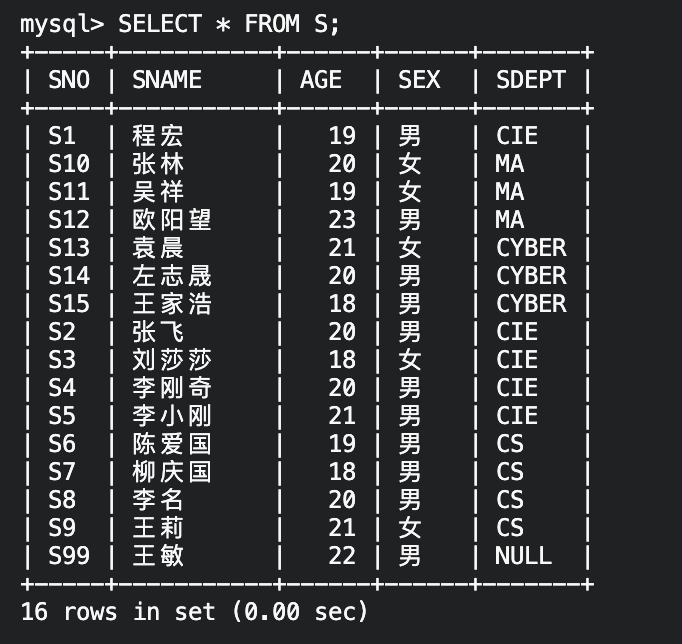 mysql> SELECT * FROM S;
+-----+------------+------+------+-------+
| SNO | SNAME | AGE | SEX | SDEPT |
+-----+------------+------+------+-------+
| S1 | 程宏 | 19 | 男 | CIE |
| S10 | 张林 | 20 | 女 | MA |
| S11 | 吴祥 | 19 | 女 | MA |
| S12 | 欧阳望 | 23 | 男 | MA |
| S13 | 袁晨 | 21 | 女 | CYBER |
| S14 | 左志晟 | 20 | 男 | CYBER |
| S15 | 王家浩 | 18 | 男 | CYBER |
| S2 | 张飞 | 20 | 男 | CIE |
| S3 | 刘莎莎 | 18 | 女 | CIE |
| S4 | 李刚奇 | 20 | 男 | CIE |
| S5 | 李小刚 | 21 | 男 | CIE |
| S6 | 陈爱国 | 19 | 男 | CS |
| S7 | 柳庆国 | 18 | 男 | CS |
| S8 | 李名 | 20 | 男 | CS |
| S9 | 王莉 | 21 | 女 | CS |
| S99 | 王敏 | 22 | 男 | NULL |
+-----+------------+------+------+-------+
16 rows in set (0.00 sec)